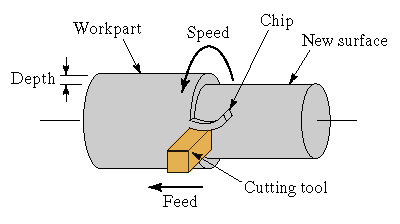 Chip
Workpart
Speed
New surface
Depth
Cutting tool
Feed